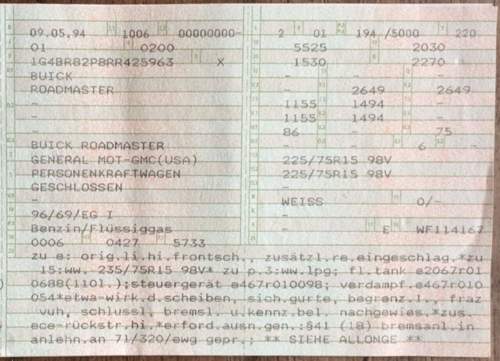 09.05.94 1006 00000000- 2 01 194 /5000 220
01 0200 5525 2030
1G4BR82P8RR425963 X 1530 2270
BUICK -
ROADMASTER - 2649 2649
- 1155 1494 -
- 1155 1494 -
- 86 75
- - 6 -
BUICK ROADMASTER -
GENERAL MOT-GMC(USA) 225/75R15 98V
PERSONENKRAFTWAGEN 225/75R15 98V
GESCHLOSSEN -
- WEISS 0/-
96/69/EG I -
Benzin/Flüssiggas - E WF114167
0006 0427 5733
zu e: orig.li.hi.frontsch., zusätzl.re.eingeschlag.*zu
15:ww. 235/75R15 98V* zu p.3:ww.lpg; fl.tank e2067r01
0688(110l.);steuergerät e467r010098; verdampf.e467r010
054*etwa-wirk.d.scheiben, sich.gurte, begrenz.l., fraz
vuh, schlussl, bremsl. u.kennz.bel. nachgewies.*zus.
ece-rückstr.hi.*erford.ausn.gen.:§41 (18) bremsanl.in
anlehn.an 71/320/ewg gepr.; ** SIEHE ALLONGE **